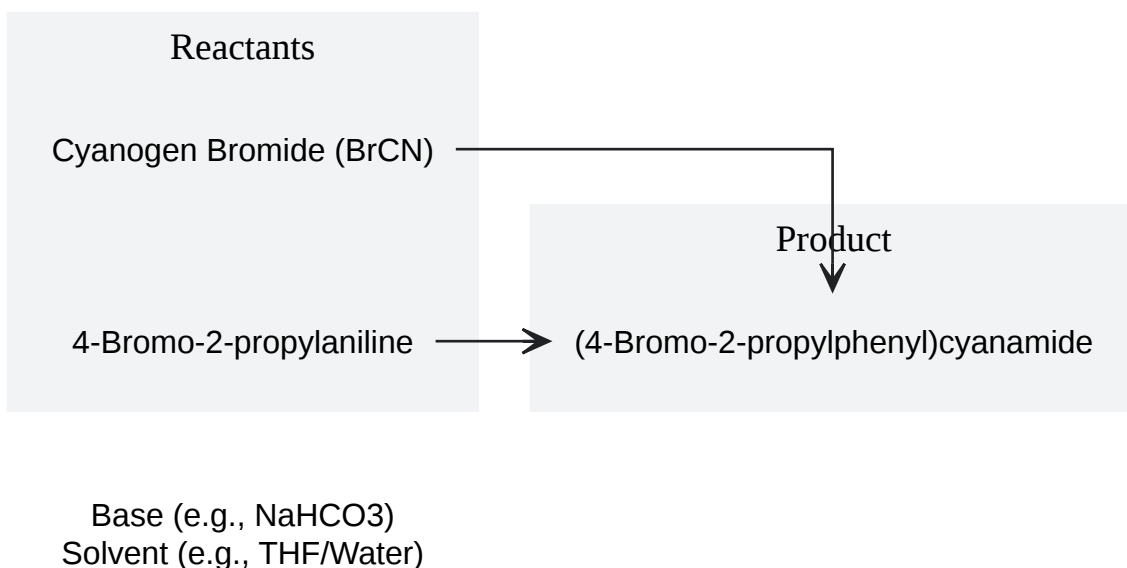 Reactants
Cyanogen Bromide (BrCN)
Product
4-Bromo-2-propylaniline
(4-Bromo-2-propylphenyl)cyanamide
Base (e.g., NaHCO3)
Solvent (e.g., THF/Water)